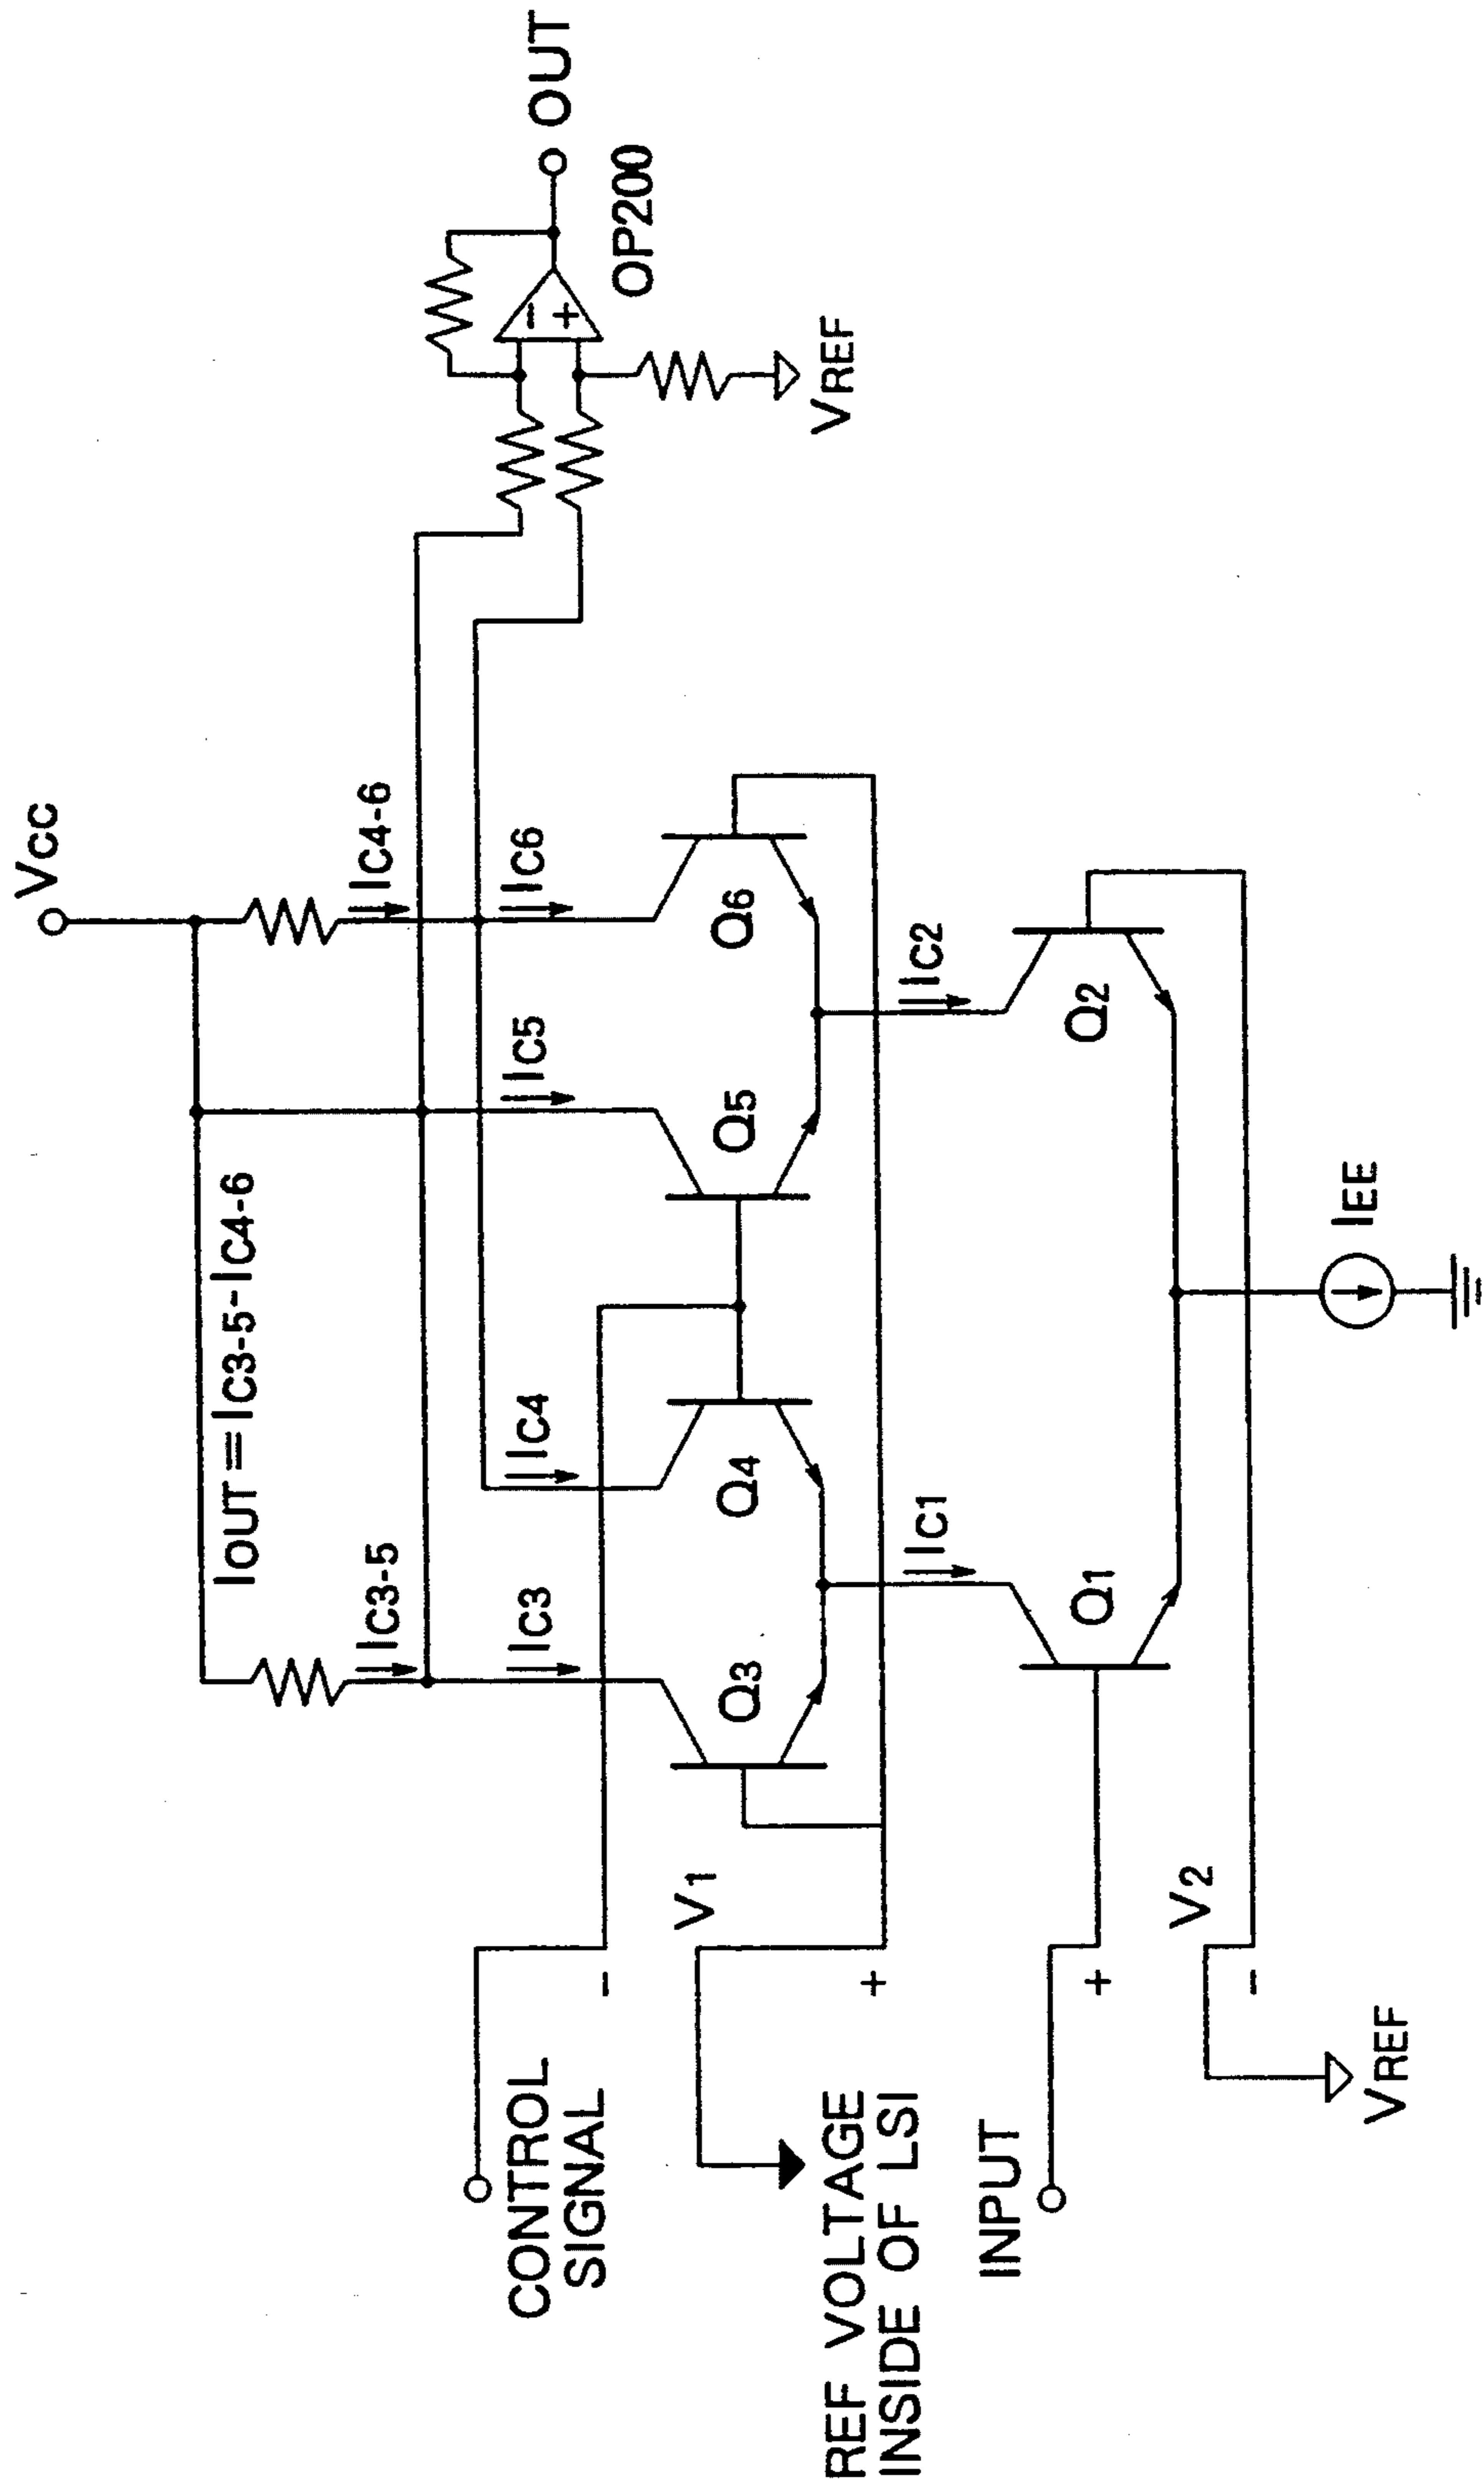 VCC
IOUT=IC3-5-IC4-6
IC3-5
IC4-6
IC3
IC4
IC5
IC6
OUT
OP200
−
+
VREF
Q3
Q4
Q5
Q6
CONTROL
SIGNAL
−
V1
+
REF VOLTAGE
INSIDE OF LSI
IC1
IC2
INPUT
+
Q1
Q2
V2
−
VREF
IEE